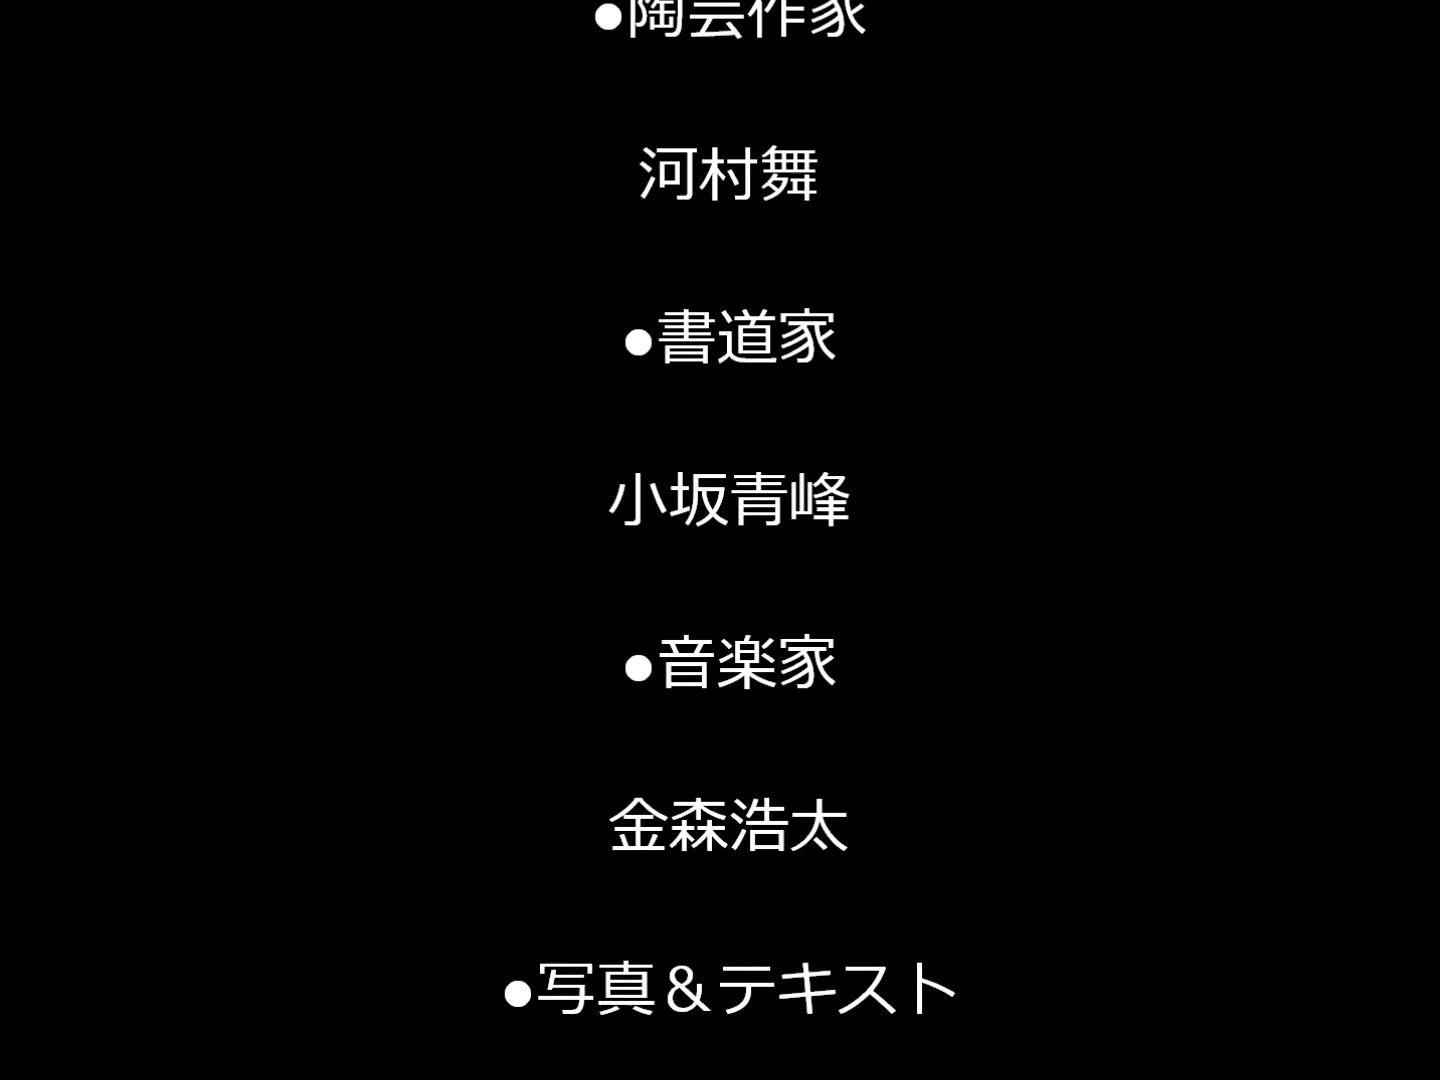 ●陶芸作家
河村舞
●書道家
小坂青峰
●音楽家
金森浩太
●写真＆テキスト